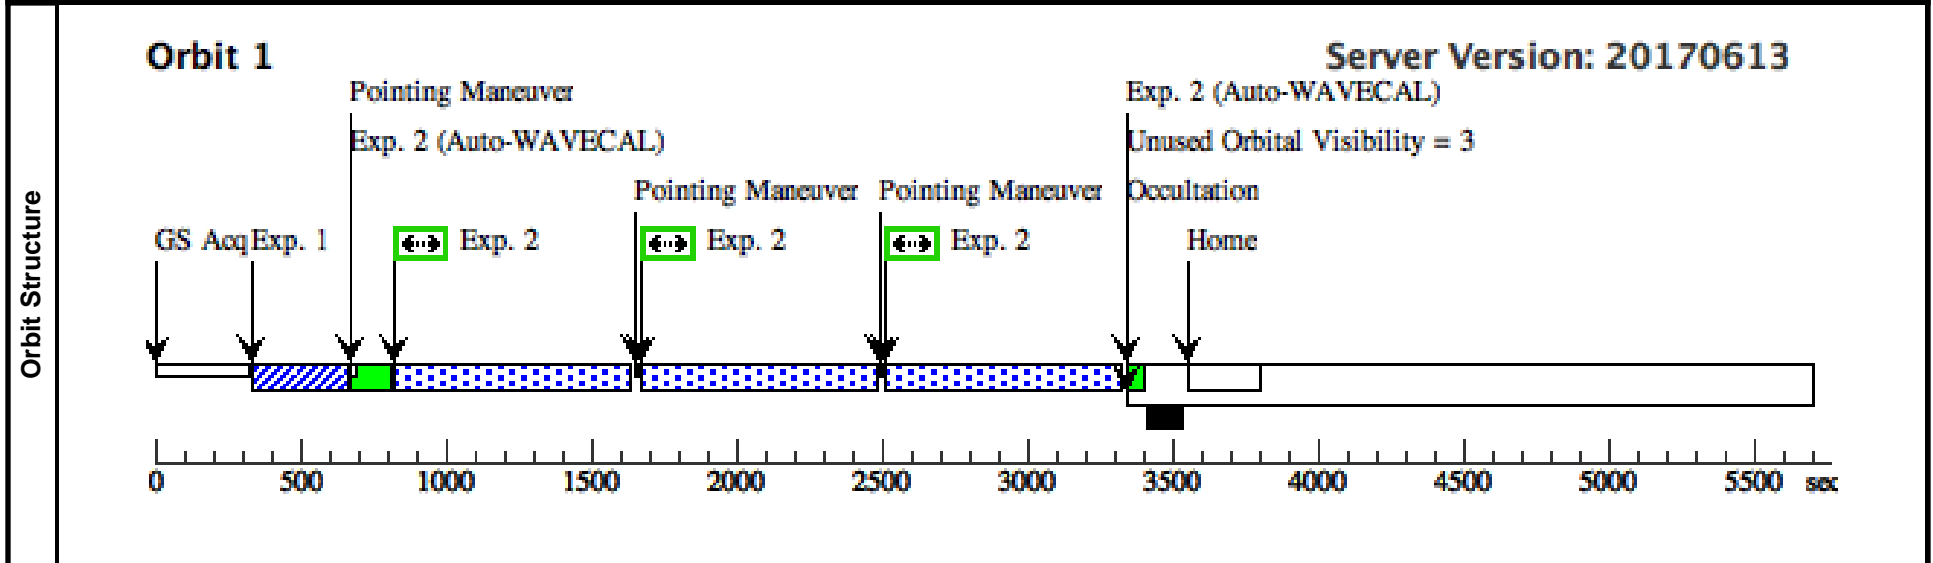 Orbit Structure
Orbit 1
Server Version: 20170613
Pointing Maneuver
Exp. 2 (Auto-WAVECAL)
Exp. 2 (Auto-WAVECAL)
Unused Orbital Visibility = 3
Pointing Maneuver
Pointing Maneuver
Occultation
GS Acq
Exp. 1
Exp. 2
Exp. 2
Exp. 2
Home
0 500 1000 1500 2000 2500 3000 3500 4000 4500 5000 5500 sec